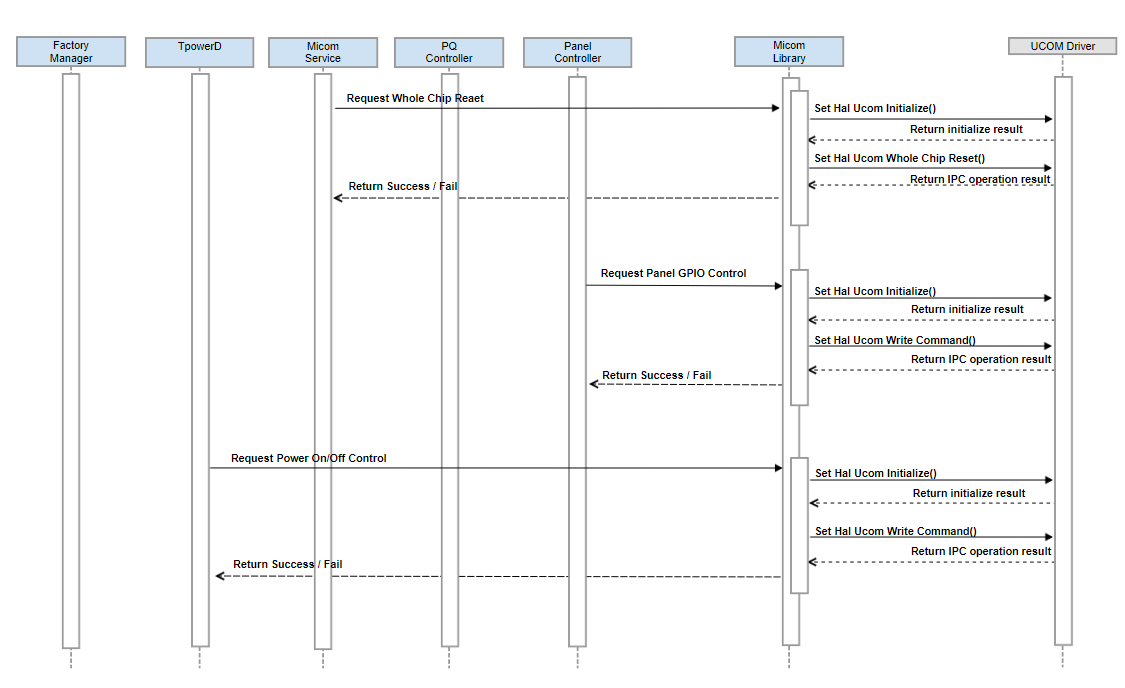 Factory
Manager
TpowerD
Micom
Service
PQ
Controller
Panel
Controller
Micom
Library
UCOM Driver
Request Whole Chip Reaet
Set Hal Ucom Initialize()
Return initialize result
Set Hal Ucom Whole Chip Reset()
Return IPC operation result
Return Success / Fail
Request Panel GPIO Control
Set Hal Ucom Initialize()
Return initialize result
Set Hal Ucom Write Command()
Return IPC operation result
Return Success / Fail
Request Power On/Off Control
Set Hal Ucom Initialize()
Return initialize result
Set Hal Ucom Write Command()
Return IPC operation result
Return Success / Fail